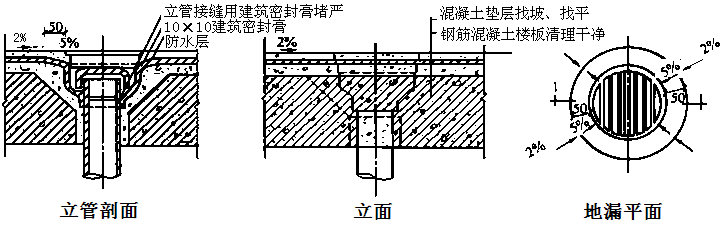 立管接缝用建筑密封膏堵严
10×10建筑密封膏
防水层
50
2%
5%
立管剖面
混凝土垫层找坡、找平
钢筋混凝土楼板清理干净
2%
立面
2%
5%
50
50
5%
2%
地漏平面